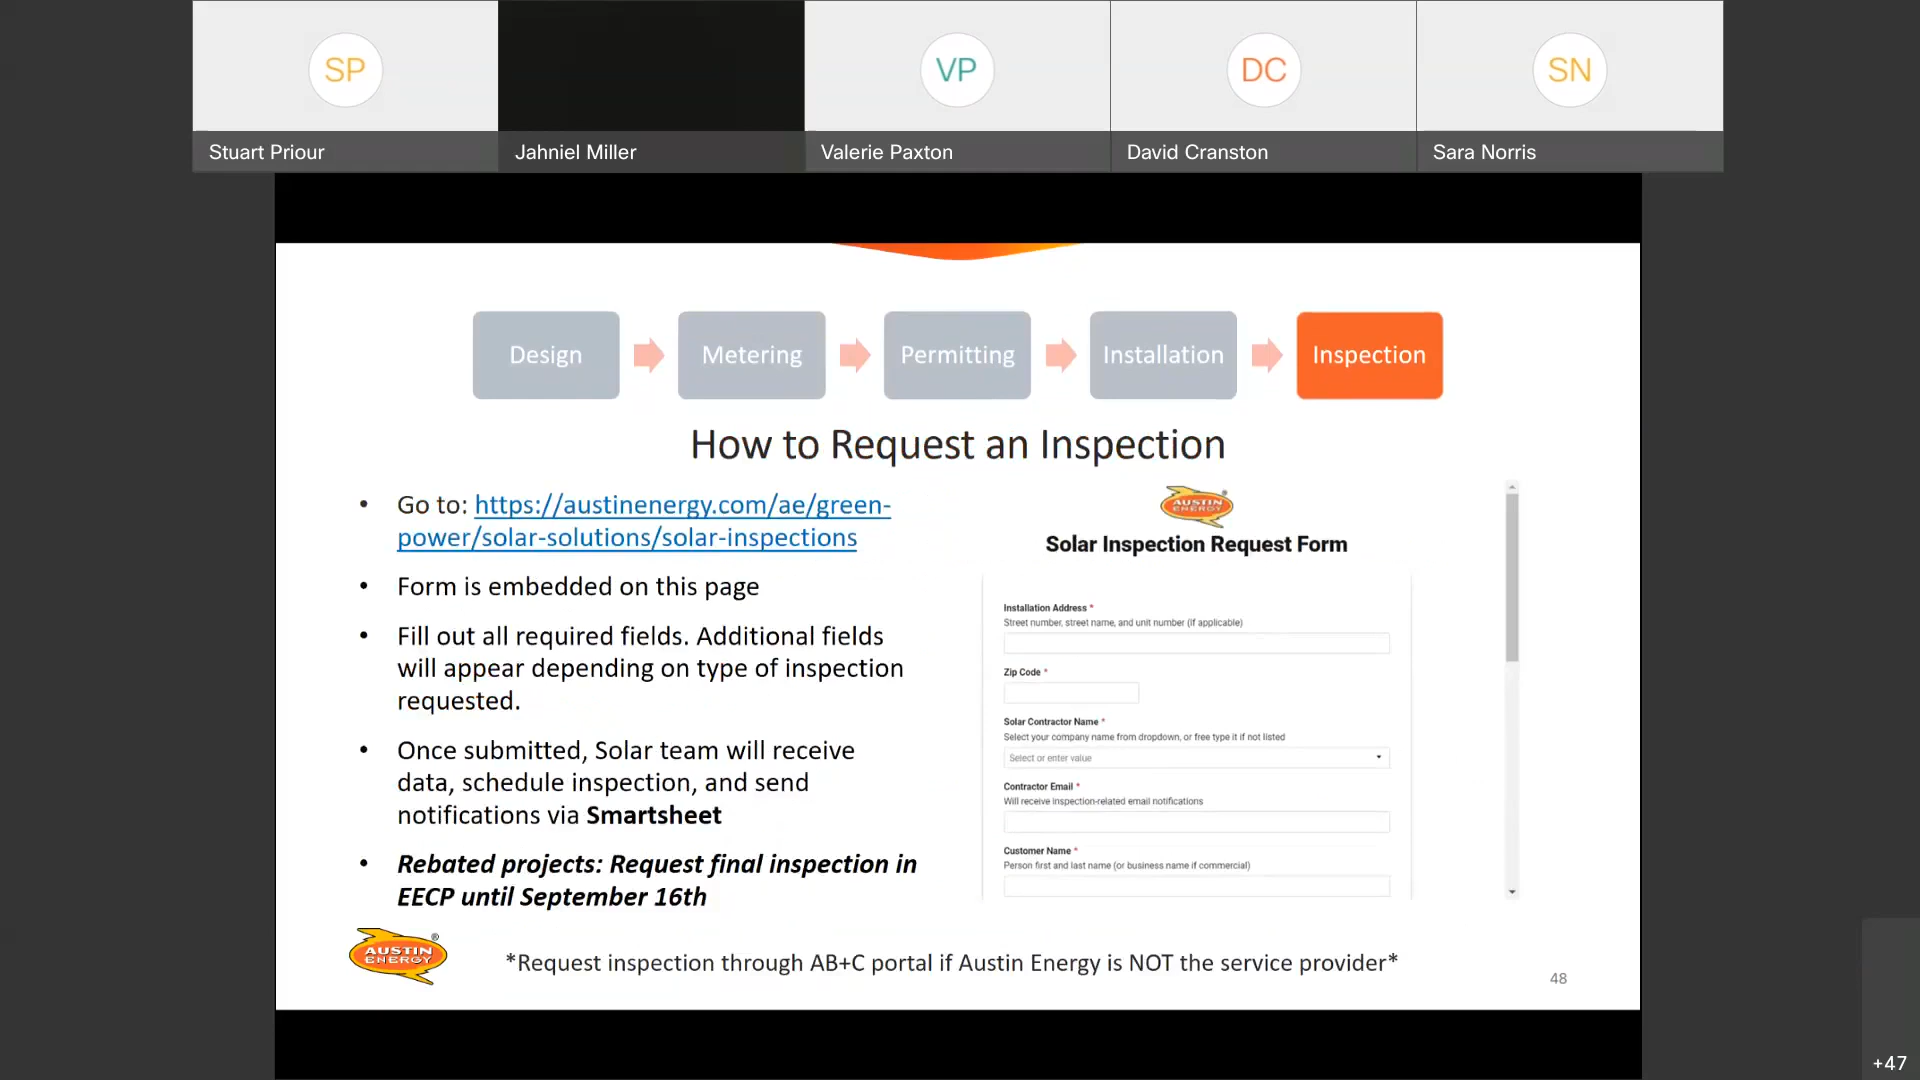 SP
VP
DC
SN
Stuart Priour
Jahniel Miller
Valerie Paxton
David Cranston
Sara Norris
Design
Metering
Permitting
Installation
Inspection
How to Request an Inspection
• Go to: https://austinenergy.com/ae/green-
power/solar-solutions/solar-inspections
• Form is embedded on this page
• Fill out all required fields. Additional fields
will appear depending on type of inspection
requested.
• Once submitted, Solar team will receive
data, schedule inspection, and send
notifications via Smartsheet
• Rebated projects: Request final inspection in
EECP until September 16th
AUSTIN
ENERGY®
Solar Inspection Request Form
Installation Address *
Street number, street name, and unit number (if applicable)
Zip Code *
Solar Contractor Name *
Select your company name from dropdown, or free type it if not listed
Select or enter value
Contractor Email *
Will receive inspection-related email notifications
Customer Name *
Person first and last name (or business name if commercial)
AUSTIN
ENERGY®
*Request inspection through AB+C portal if Austin Energy is NOT the service provider*
48
+47